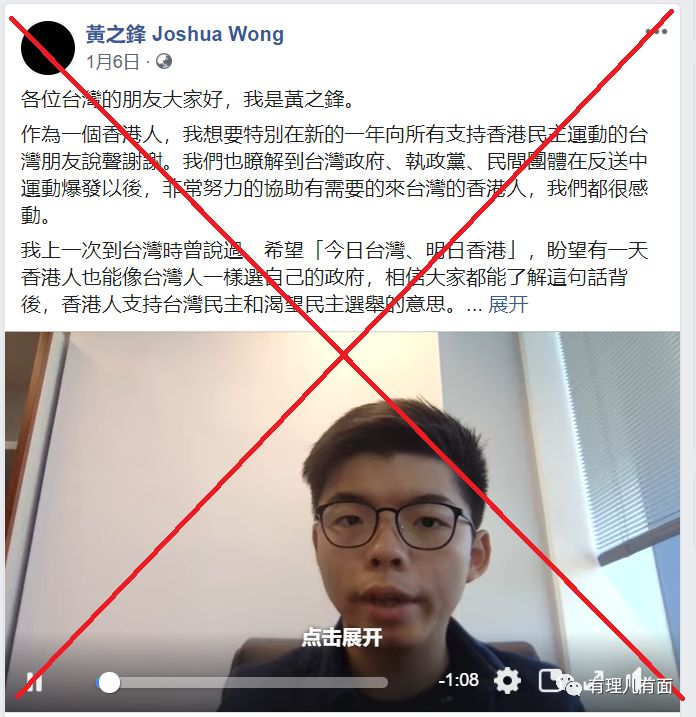 黃之鋒 Joshua Wong
1月6日 ·
各位台灣的朋友大家好，我是黃之鋒。
作為一個香港人，我想要特別在新的一年向所有支持香港民主運動的台
灣朋友說聲謝謝。我們也瞭解到台灣政府、執政黨、民間團體在反送中
運動爆發以後，非常努力的協助有需要的來台灣的香港人，我們都很感
動。
我上一次到台灣時曾說過，希望「今日台灣、明日香港」，盼望有一天
香港人也能像台灣人一樣選自己的政府，相信大家都能了解這句話背
後，香港人支持台灣民主和渴望民主選舉的意思。... 展开
点击展开
-1:08
有理儿有面